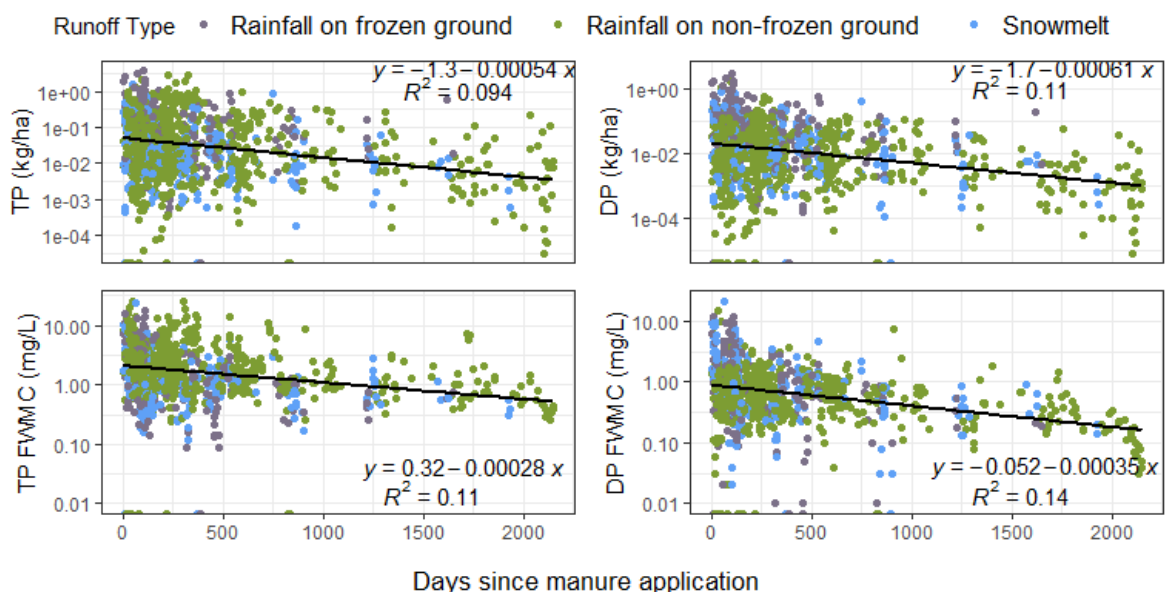 Runoff Type Rainfall on frozen ground Rainfall on non-frozen ground Snowmelt
TP (kg/ha)
1e+00
1e-01
1e-02
1e-03
1e-04
y = −1.3 − 0.00054 x
R² = 0.094
DP (kg/ha)
1e+00
1e-02
1e-04
y = −1.7 − 0.00061 x
R² = 0.11
TP FWMC (mg/L)
10.00
1.00
0.10
0.01
y = 0.32 − 0.00028 x
R² = 0.11
0 500 1000 1500 2000
DP FWMC (mg/L)
10.00
1.00
0.10
0.01
y = −0.052 − 0.00035 x
R² = 0.14
0 500 1000 1500 2000
Days since manure application